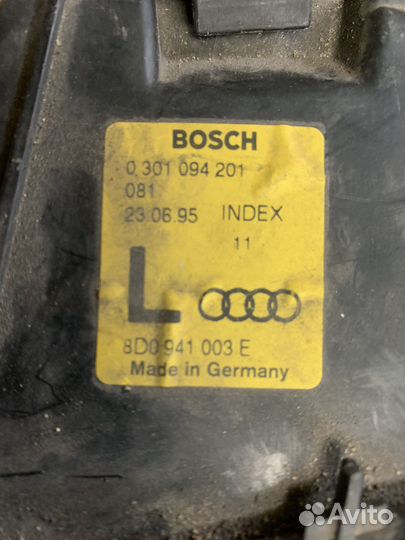 BOSCH
0 301 094 201
081
23.06.95 INDEX
11
L
8D0 941 003 E
Made in Germany
Avito